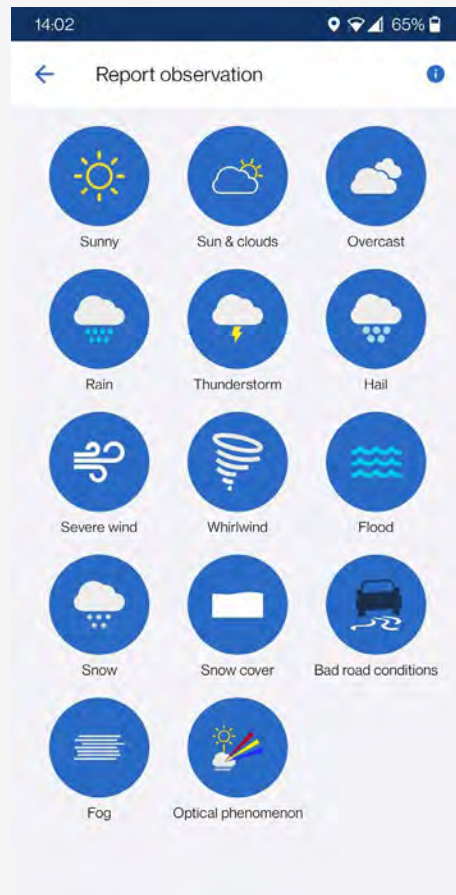 14:02 65%
Report observation
Sunny Sun & clouds Overcast
Rain Thunderstorm Hail
Severe wind Whirlwind Flood
Snow Snow cover Bad road conditions
Fog Optical phenomenon